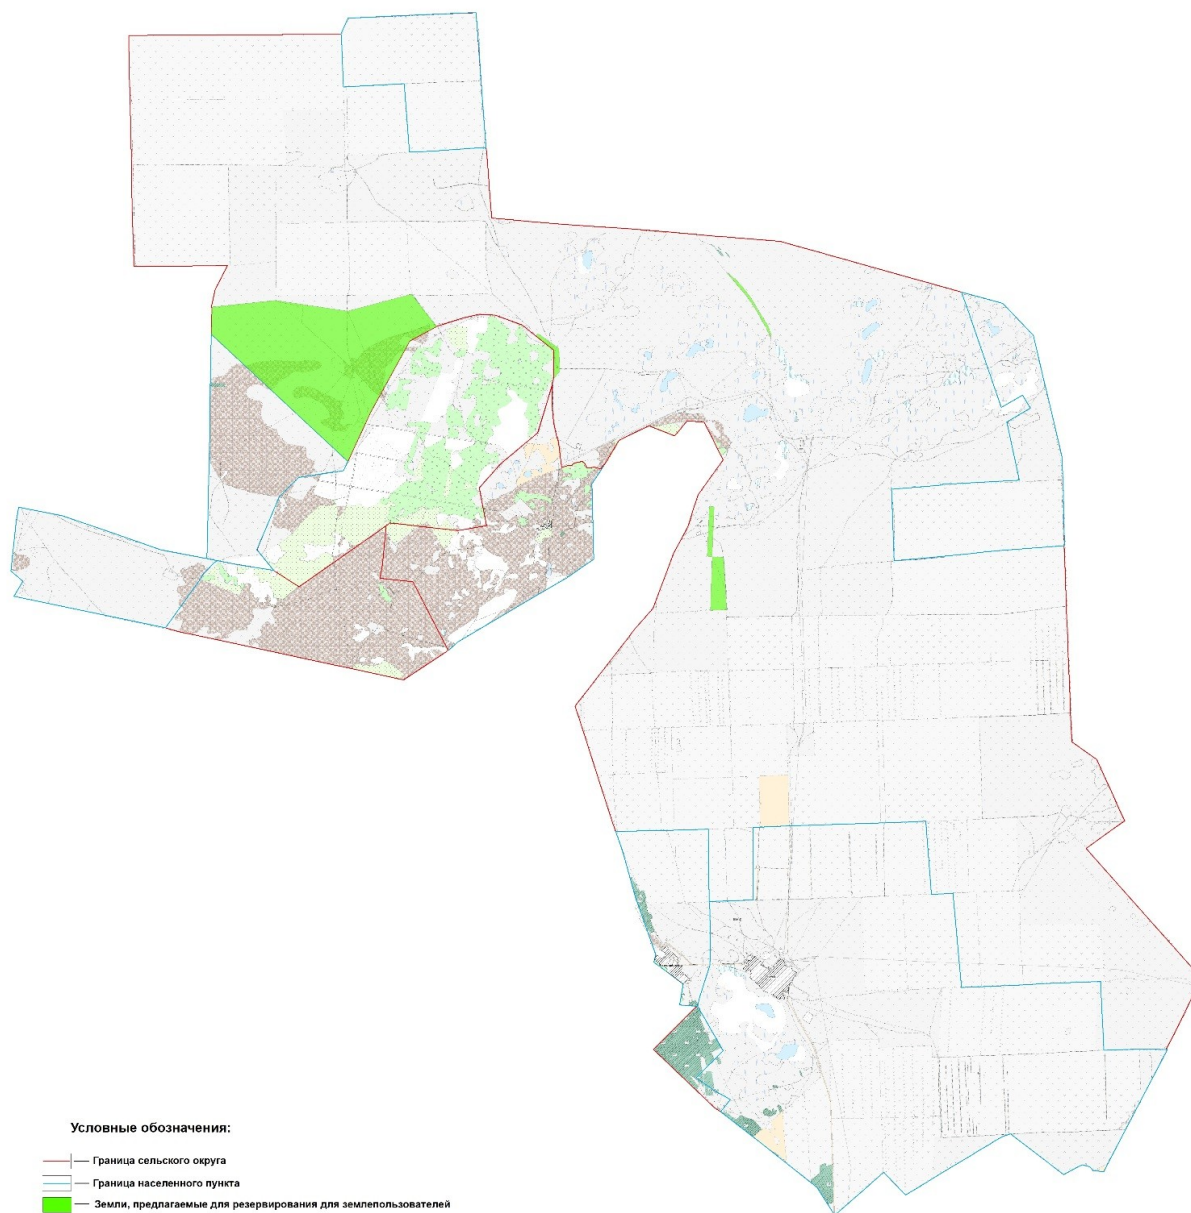 Условные обозначения:
Граница сельского округа
Граница населенного пункта
Земли, предлагаемые для резервирования для землепользователей